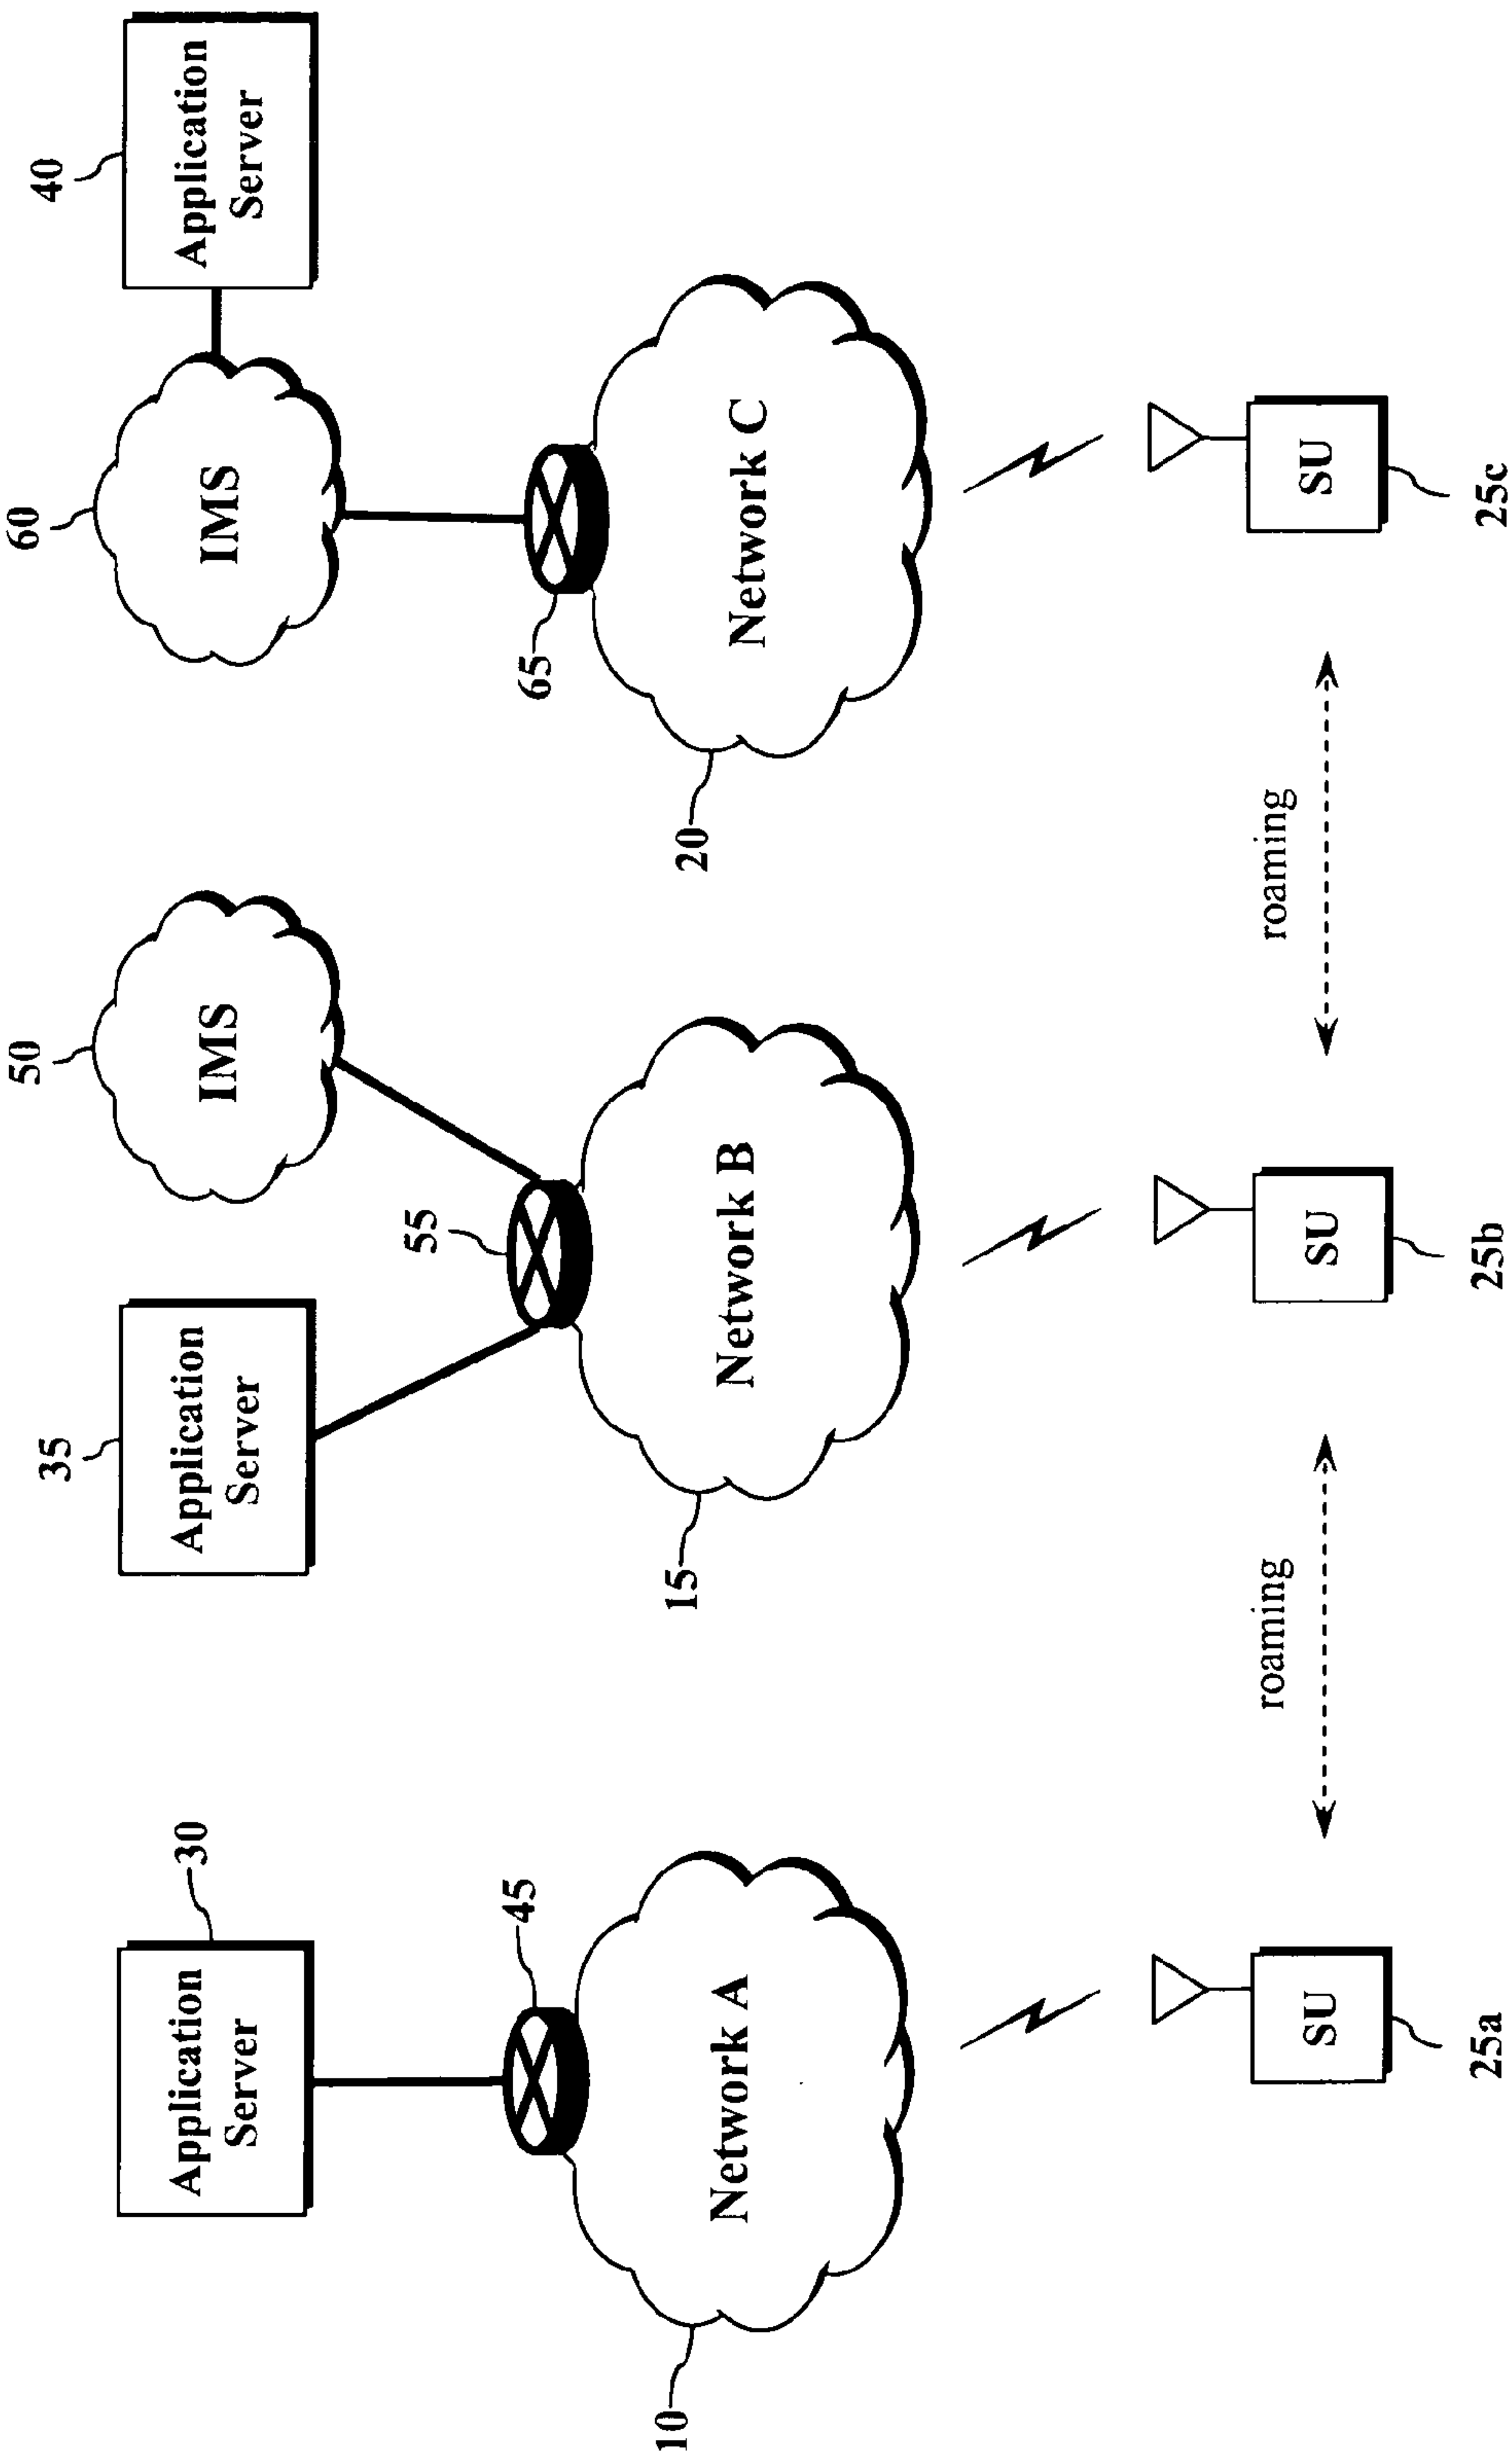 Application
Server
30
45
Network A
10
SU
25a
roaming
35
Application
Server
50
IMS
55
Network B
15
SU
25b
roaming
60
IMS
40
Application
Server
65
Network C
20
SU
25c